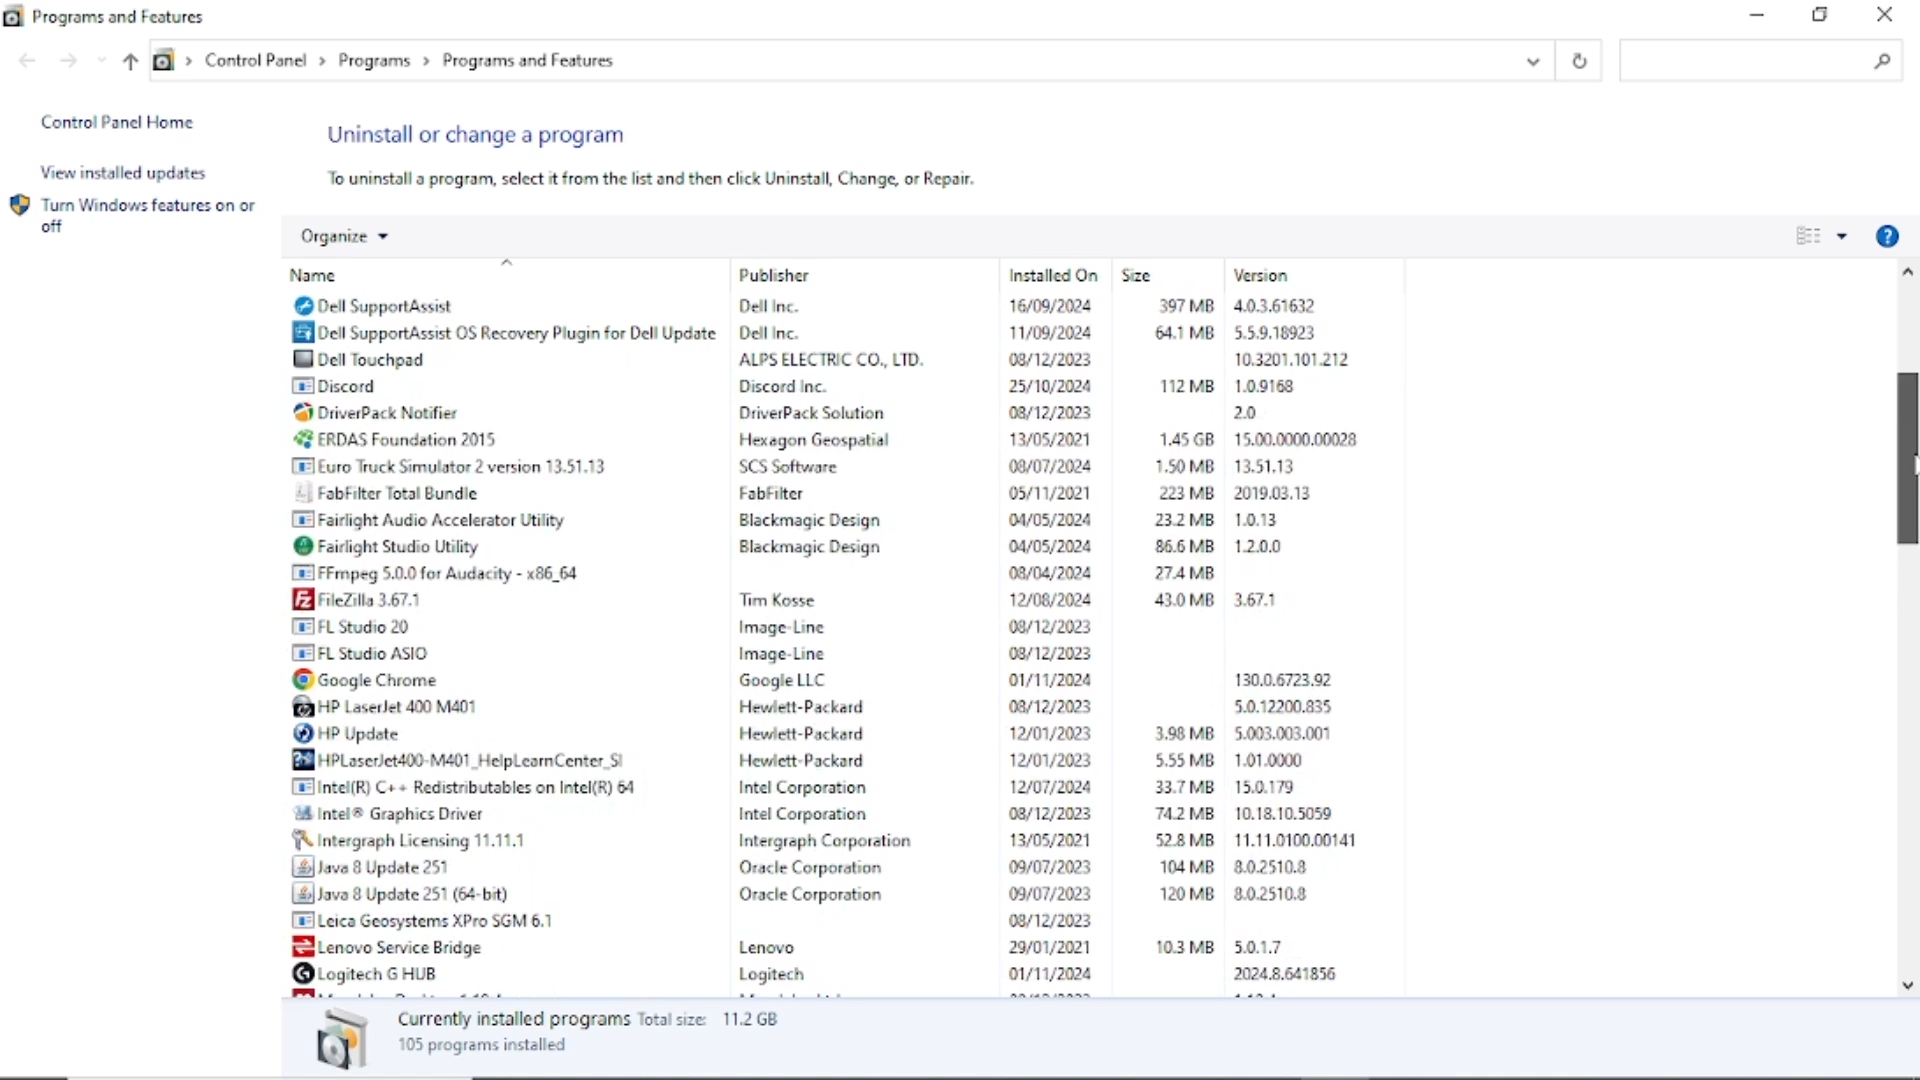 Programs and Features
Control Panel › Programs › Programs and Features
Control Panel Home
View installed updates
Turn Windows features on or
off
Uninstall or change a program
To uninstall a program, select it from the list and then click Uninstall, Change, or Repair.
Organize
Name Publisher Installed On Size Version
Dell SupportAssist Dell Inc. 16/09/2024 397 MB 4.0.3.61632
Dell SupportAssist OS Recovery Plugin for Dell Update Dell Inc. 11/09/2024 64.1 MB 5.5.9.18923
Dell Touchpad ALPS ELECTRIC CO., LTD. 08/12/2023 10.3201.101.212
Discord Discord Inc. 25/10/2024 112 MB 1.0.9168
DriverPack Notifier DriverPack Solution 08/12/2023 2.0
ERDAS Foundation 2015 Hexagon Geospatial 13/05/2021 1.45 GB 15.00.0000.00028
Euro Truck Simulator 2 version 13.51.13 SCS Software 08/07/2024 1.50 MB 13.51.13
FabFilter Total Bundle FabFilter 05/11/2021 223 MB 2019.03.13
Fairlight Audio Accelerator Utility Blackmagic Design 04/05/2024 23.2 MB 1.0.13
Fairlight Studio Utility Blackmagic Design 04/05/2024 86.6 MB 1.2.0.0
FFmpeg 5.0.0 for Audacity - x86_64 08/04/2024 27.4 MB
FileZilla 3.67.1 Tim Kosse 12/08/2024 43.0 MB 3.67.1
FL Studio 20 Image-Line 08/12/2023
FL Studio ASIO Image-Line 08/12/2023
Google Chrome Google LLC 01/11/2024 130.0.6723.92
HP LaserJet 400 M401 Hewlett-Packard 08/12/2023 5.0.12200.835
HP Update Hewlett-Packard 12/01/2023 3.98 MB 5.003.003.001
HPLaserJet400-M401_HelpLearnCenter_SI Hewlett-Packard 12/01/2023 5.55 MB 1.01.0000
Intel(R) C++ Redistributables on Intel(R) 64 Intel Corporation 12/07/2024 33.7 MB 15.0.179
Intel® Graphics Driver Intel Corporation 08/12/2023 74.2 MB 10.18.10.5059
Intergraph Licensing 11.11.1 Intergraph Corporation 13/05/2021 52.8 MB 11.11.0100.00141
Java 8 Update 251 Oracle Corporation 09/07/2023 104 MB 8.0.2510.8
Java 8 Update 251 (64-bit) Oracle Corporation 09/07/2023 120 MB 8.0.2510.8
Leica Geosystems XPro SGM 6.1 08/12/2023
Lenovo Service Bridge Lenovo 29/01/2021 10.3 MB 5.0.1.7
Logitech G HUB Logitech 01/11/2024 2024.8.641856
Currently installed programs Total size: 11.2 GB
105 programs installed